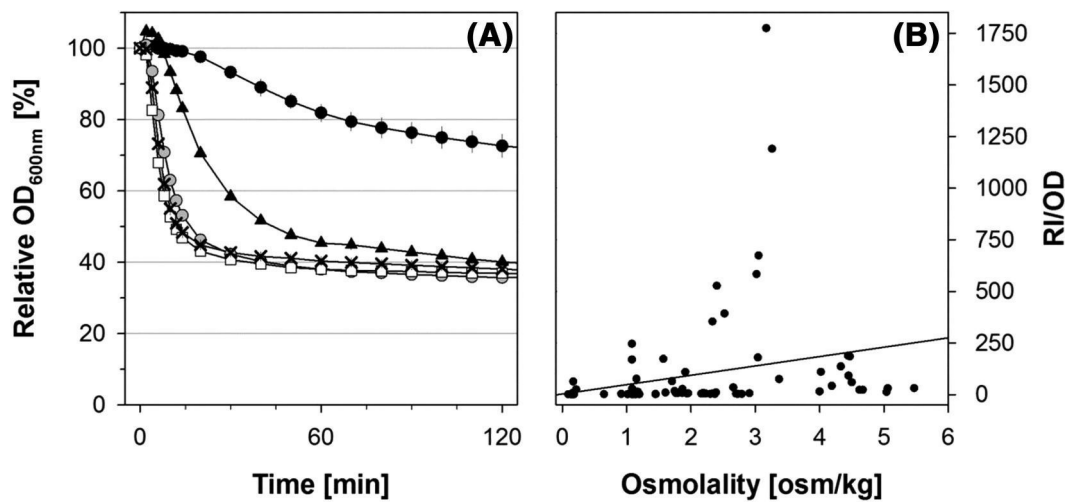 (A)
Relative OD600nm [%]
100
80
60
40
20
0
0 60 120
Time [min]
(B)
1750
1500
1250
1000
750
500
250
0
RI/OD
0 1 2 3 4 5 6
Osmolality [osm/kg]